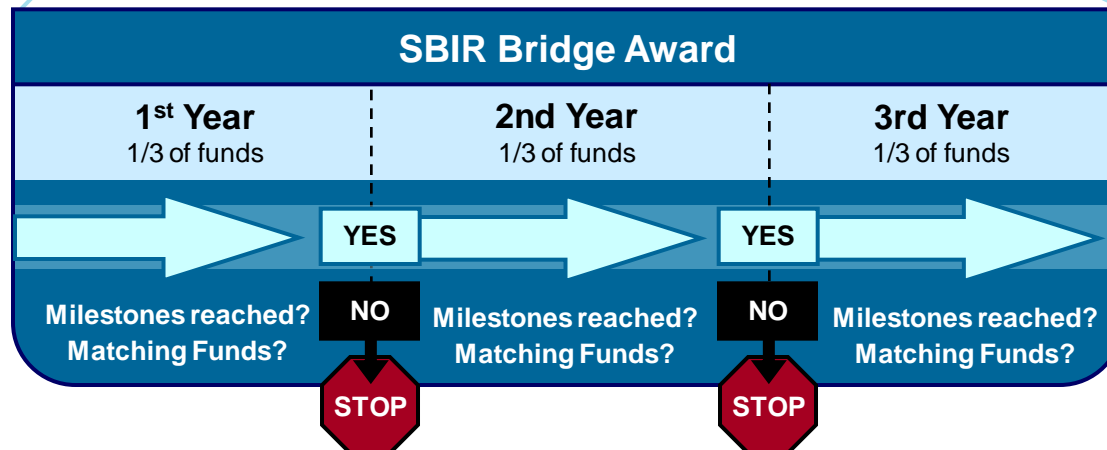 SBIR Bridge Award
1st Year
1/3 of funds
2nd Year
1/3 of funds
3rd Year
1/3 of funds
YES
YES
Milestones reached?
Matching Funds?
NO
Milestones reached?
Matching Funds?
NO
Milestones reached?
Matching Funds?
STOP
STOP